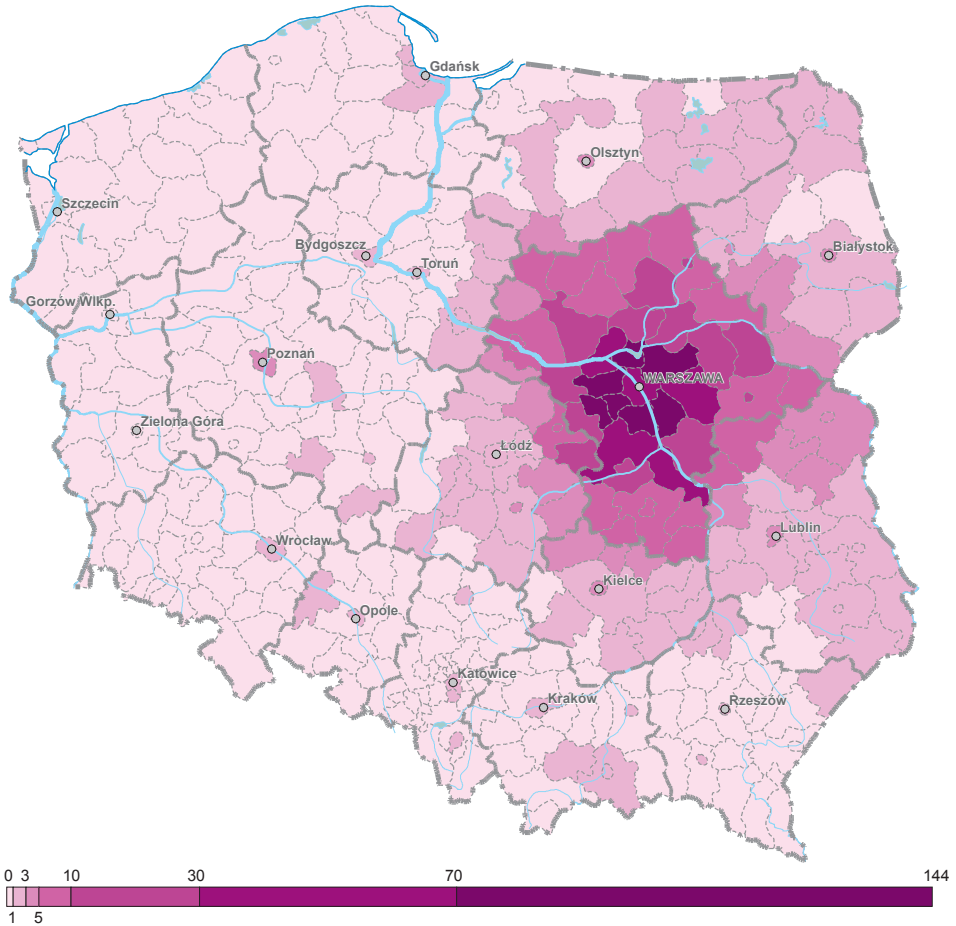 Gdańsk
Olsztyn
Szczecin
Bydgoszcz
Białystok
Toruń
Gorzów Wlkp.
Poznań
WARSZAWA
Zielona Góra
Łódź
Lublin
Wrocław
Kielce
Opole
Katowice
Kraków
Rzeszów
0 3 10 30 70 144
1 5